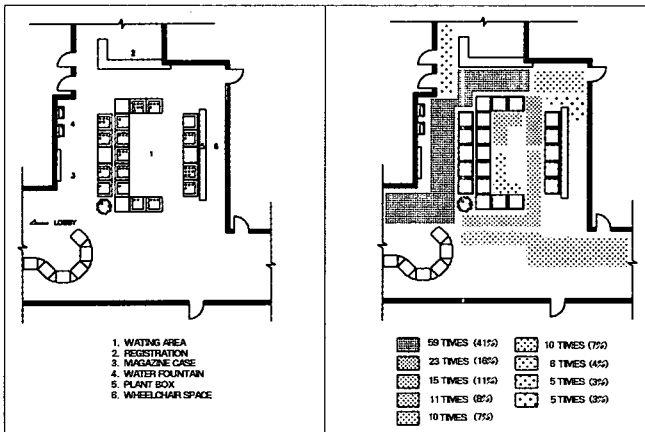 2
4
1
5
6
3
LOBBY
1. WATING AREA
2. REGISTRATION
3. MAGAZINE CASE
4. WATER FOUNTAIN
5. PLANT BOX
6. WHEELCHAIR SPACE
59 TIMES (41%)
23 TIMES (16%)
15 TIMES (11%)
11 TIMES (8%)
10 TIMES (7%)
10 TIMES (7%)
6 TIMES (4%)
5 TIMES (3%)
5 TIMES (3%)